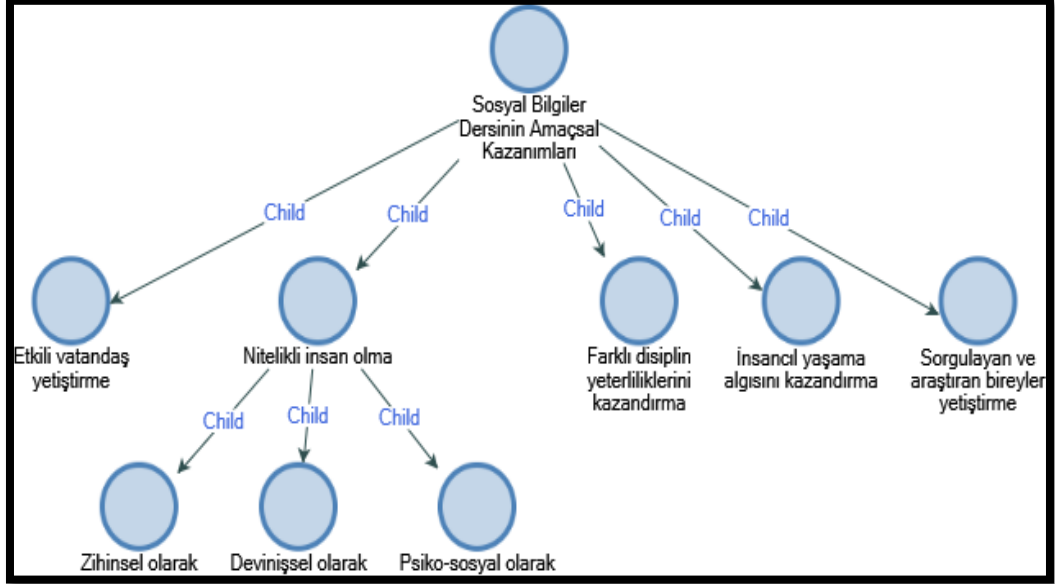 Sosyal Bilgiler
Dersinin Amaçsal
Kazanımları
Child
Child
Child
Child
Child
Etkili vatandaş
yetiştirme
Nitelikli insan olma
Farklı disiplin
yeterliliklerini
kazandırma
İnsancıl yaşama
algısını kazandırma
Sorgulayan ve
araştıran bireyler
yetiştirme
Child
Child
Child
Zihinsel olarak
Devinişsel olarak
Psiko-sosyal olarak